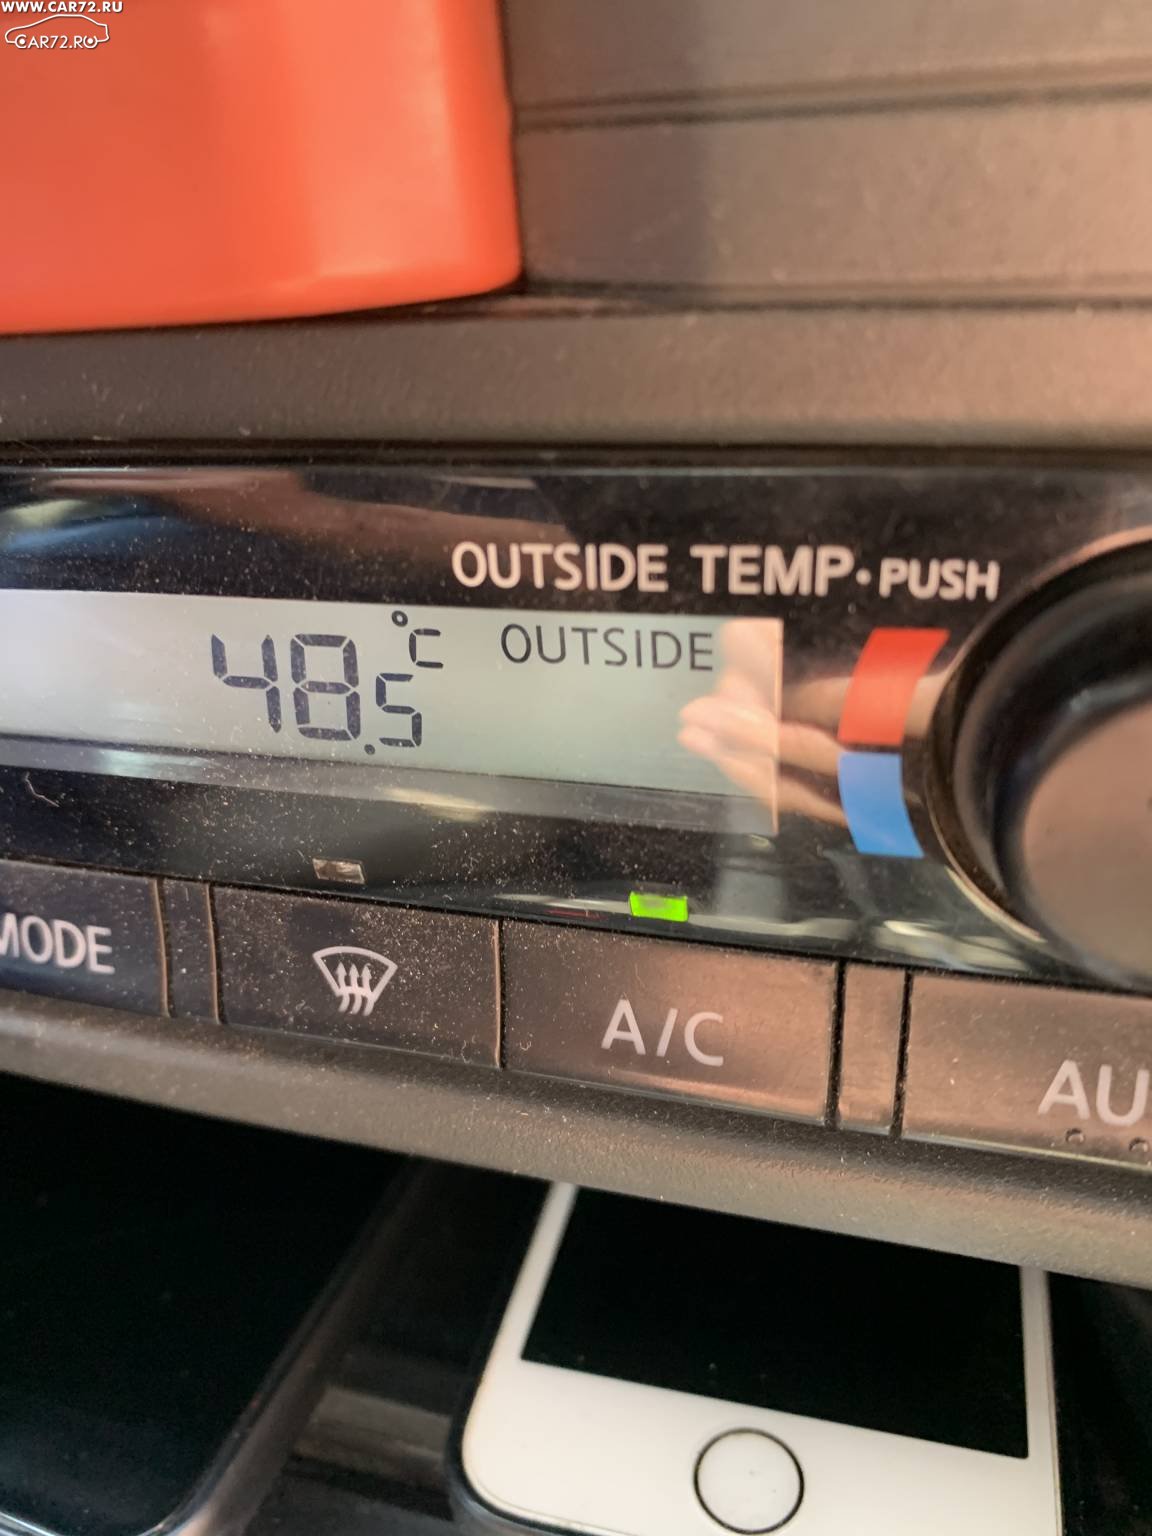 WWW.CAR72.RU
CAR72.RU
OUTSIDE TEMP·PUSH
48.5°C OUTSIDE
MODE
A/C
AU